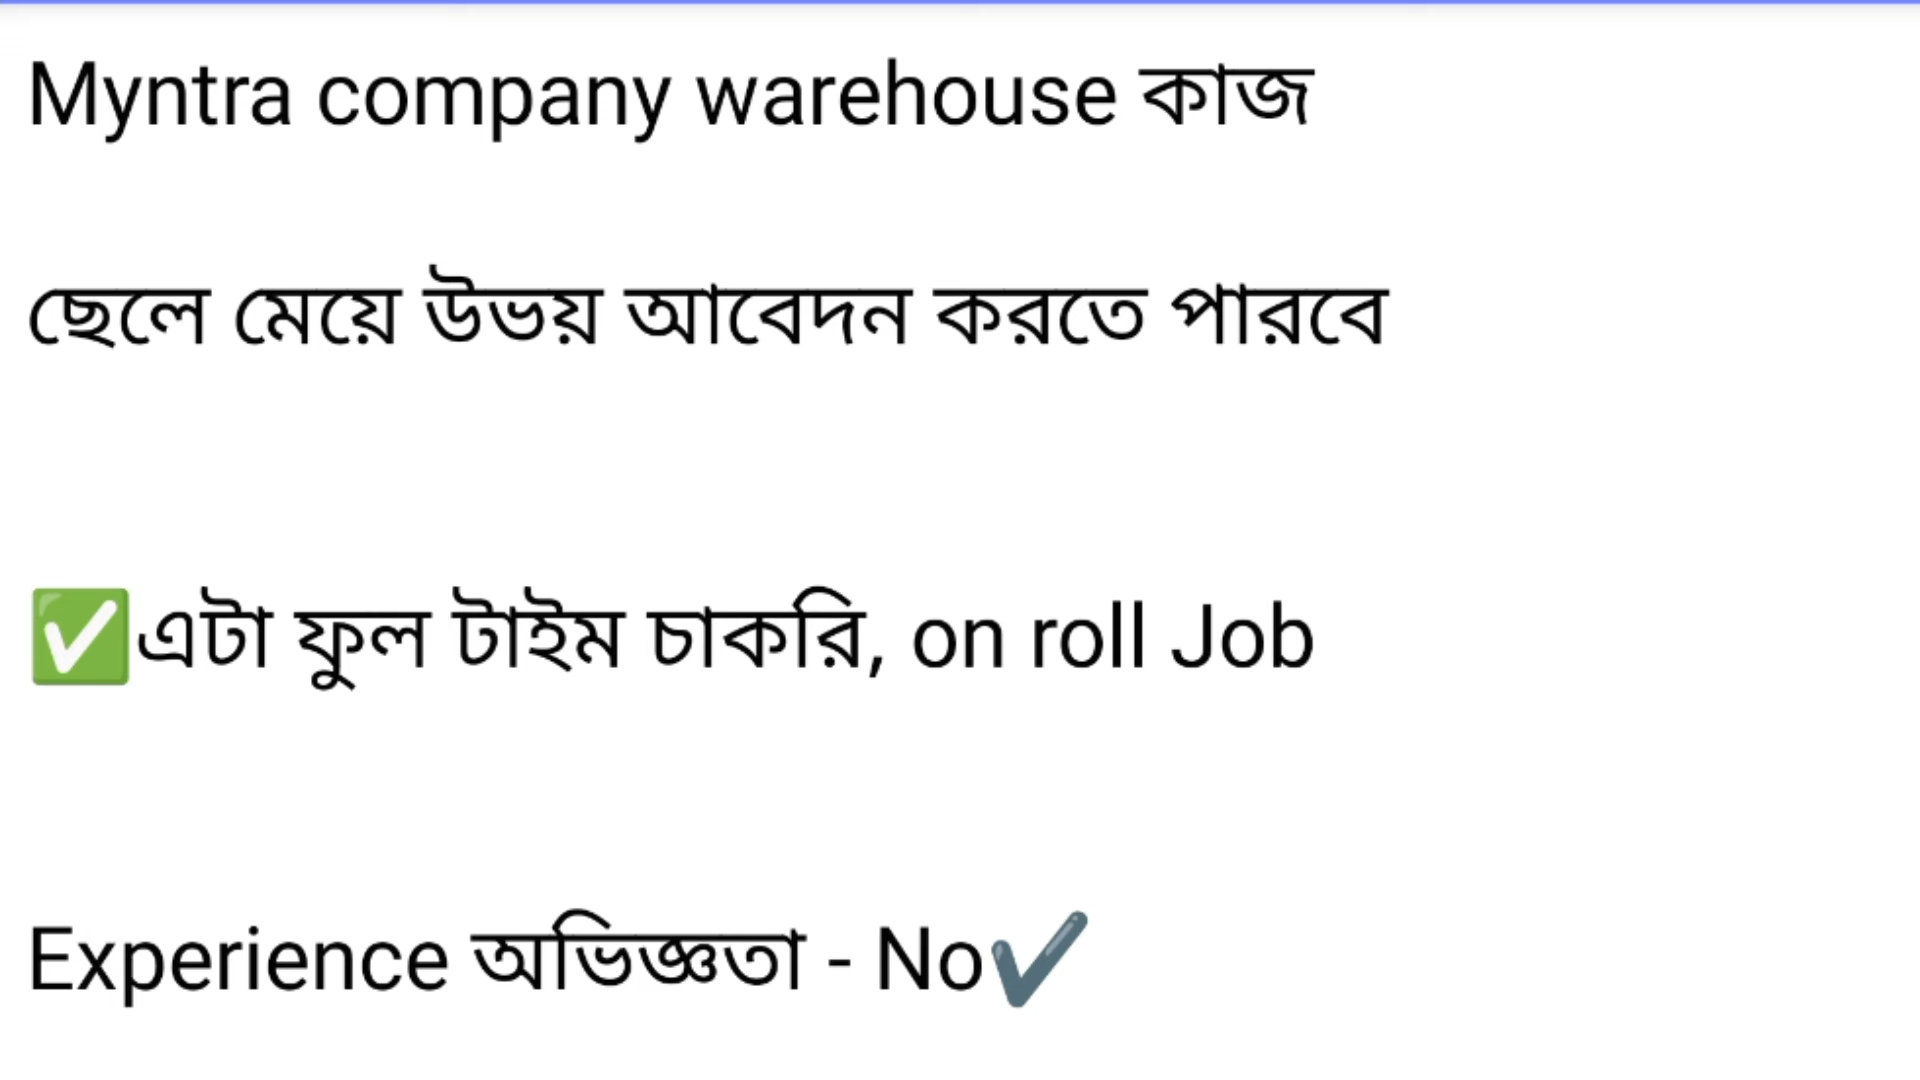 Myntra company warehouse কাজ
ছেলে মেয়ে উভয় আবেদন করতে পারবে
✅এটা ফুল টাইম চাকরি, on roll Job
Experience অভিজ্ঞতা - No✔️